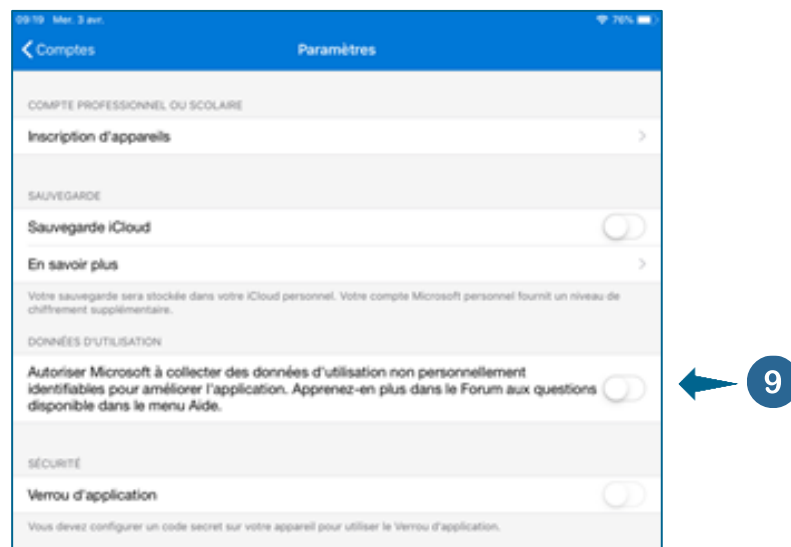 09:19 Mer. 3 avr.
76%
Comptes
Paramètres
COMPTE PROFESSIONNEL OU SCOLAIRE
Inscription d'appareils
SAUVEGARDE
Sauvegarde iCloud
En savoir plus
Votre sauvegarde sera stockée dans votre iCloud personnel. Votre compte Microsoft personnel fournit un niveau de
chiffrement supplémentaire.
DONNÉES D'UTILISATION
Autoriser Microsoft à collecter des données d'utilisation non personnellement
identifiables pour améliorer l'application. Apprenez-en plus dans le Forum aux questions
disponible dans le menu Aide.
9
SÉCURITÉ
Verrou d'application
Vous devez configurer un code secret sur votre appareil pour utiliser le Verrou d'application.